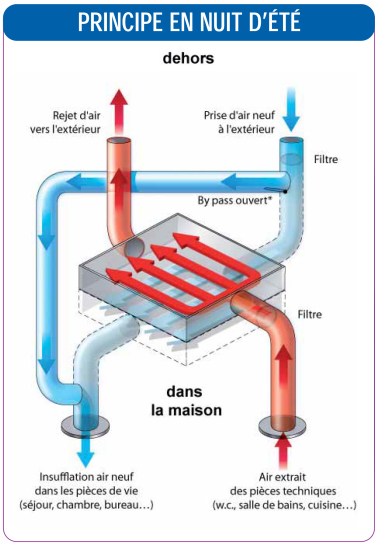 PRINCIPE EN NUIT D'ÉTÉ
dehors
Rejet d'air
vers l'extérieur
Prise d'air neuf
à l'extérieur
Filtre
By pass ouvert*
Filtre
dans
la maison
Insufflation air neuf
dans les pièces de vie
(séjour, chambre, bureau...)
Air extrait
des pièces techniques
(w.c., salle de bains, cuisine...)